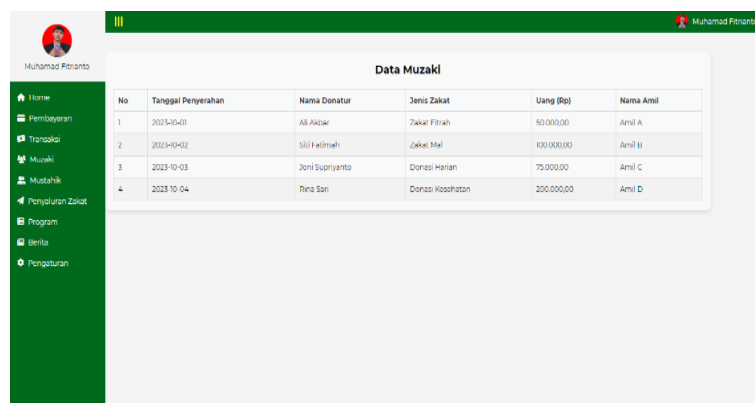 Muhamad Fitrianto
Muhamad Fitrianto
Home
Pembayaran
Transaksi
Muzaki
Mustahik
Penyaluran Zakat
Program
Berita
Pengaturan
Data Muzaki
No Tanggal Penyerahan Nama Donatur Jenis Zakat Uang (Rp) Nama Amil
1 2023-10-01 Ali Akbar Zakat Fitrah 50.000,00 Amil A
2 2023-10-02 Siti Fatimah Zakat Mal 100.000,00 Amil B
3 2023-10-03 Joni Supriyanto Donasi Harian 75.000,00 Amil C
4 2023-10-04 Rina Sari Donasi Kesehatan 200.000,00 Amil D